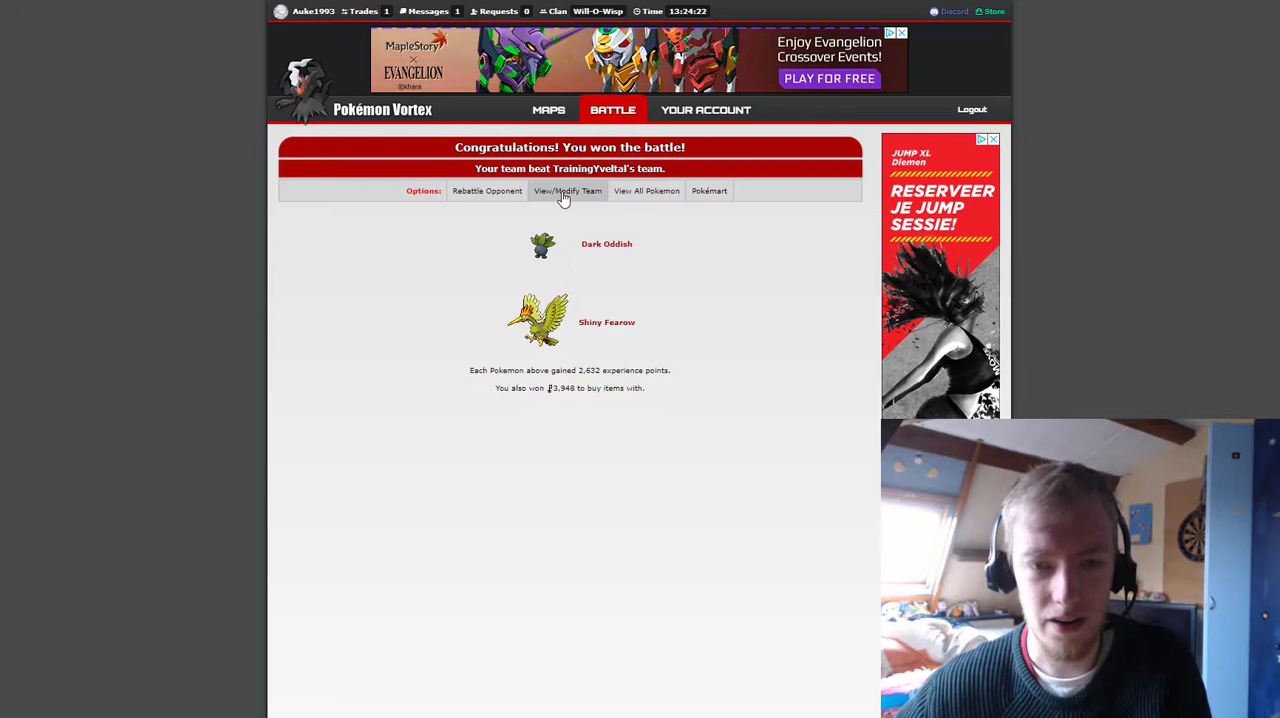 Auke1993 Trades 1 Messages 1 Requests 0 Clan Will-O-Wisp Time 13:24:22 Discord Store
MapleStory
×
EVANGELION
©khara
Enjoy Evangelion
Crossover Events!
PLAY FOR FREE
Pokémon Vortex
MAPS BATTLE YOUR ACCOUNT Logout
Congratulations! You won the battle!
Your team beat TrainingYveltal's team.
Options: Rebattle Opponent View/Modify Team View All Pokemon Pokémart
Dark Oddish
Shiny Fearow
Each Pokemon above gained 2,632 experience points.
You also won 3,948 to buy items with.
JUMP XL
Diemen
RESERVEER
JE JUMP
SESSIE!